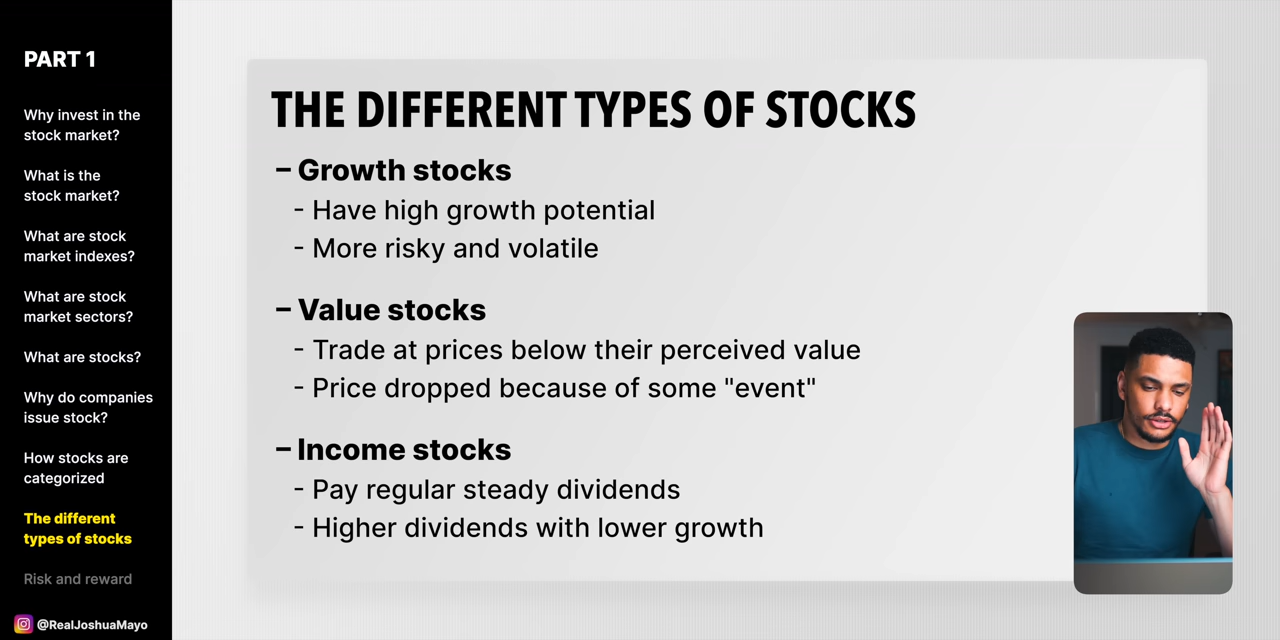 PART 1
Why invest in the
stock market?
What is the
stock market?
What are stock
market indexes?
What are stock
market sectors?
What are stocks?
Why do companies
issue stock?
How stocks are
categorized
The different
types of stocks
Risk and reward
@RealJoshuaMayo
THE DIFFERENT TYPES OF STOCKS
– Growth stocks
- Have high growth potential
- More risky and volatile
– Value stocks
- Trade at prices below their perceived value
- Price dropped because of some "event"
– Income stocks
- Pay regular steady dividends
- Higher dividends with lower growth